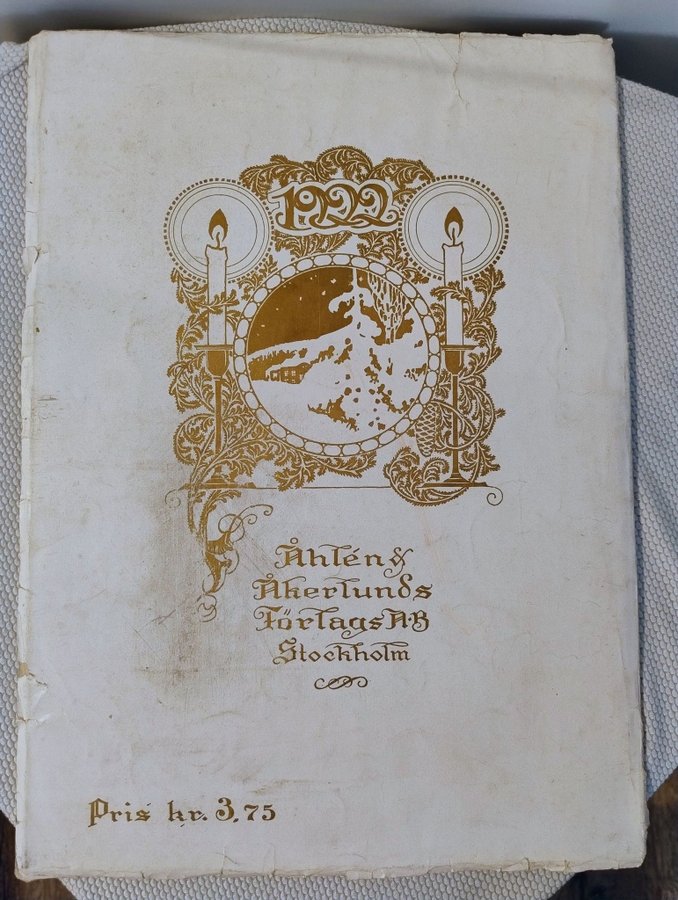 1922
Åhlén &
Åkerlunds
Förlags A·B
Stockholm
Pris kr. 3,75